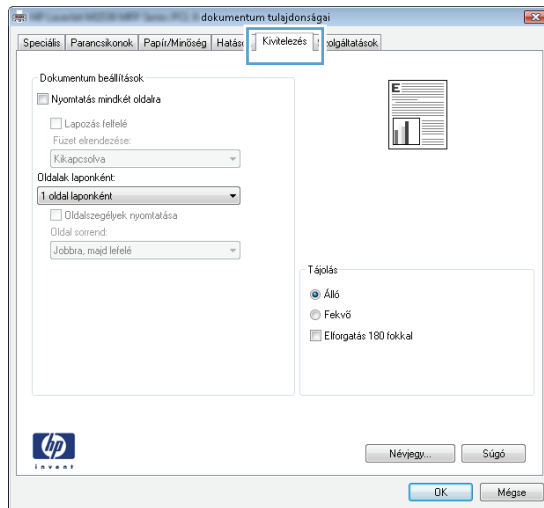 dokumentum tulajdonságai
Speciális Parancsikonok Papír/Minőség Kivitelezés
Dokumentum beállítások
Nyomtatás mindkét oldalra
Lapozás felfelé
Füzet elrendezése:
Kikapcsolva
Oldalak laponként:
1 oldal laponként
Oldalszegélyek nyomtatása
Oldal sorrend:
Jobbra, majd lefelé
E
Tájolás
Álló
Fekvő
Elforgatás 180 fokkal
hp
invent
Névjegy... Súgó
OK Mégse